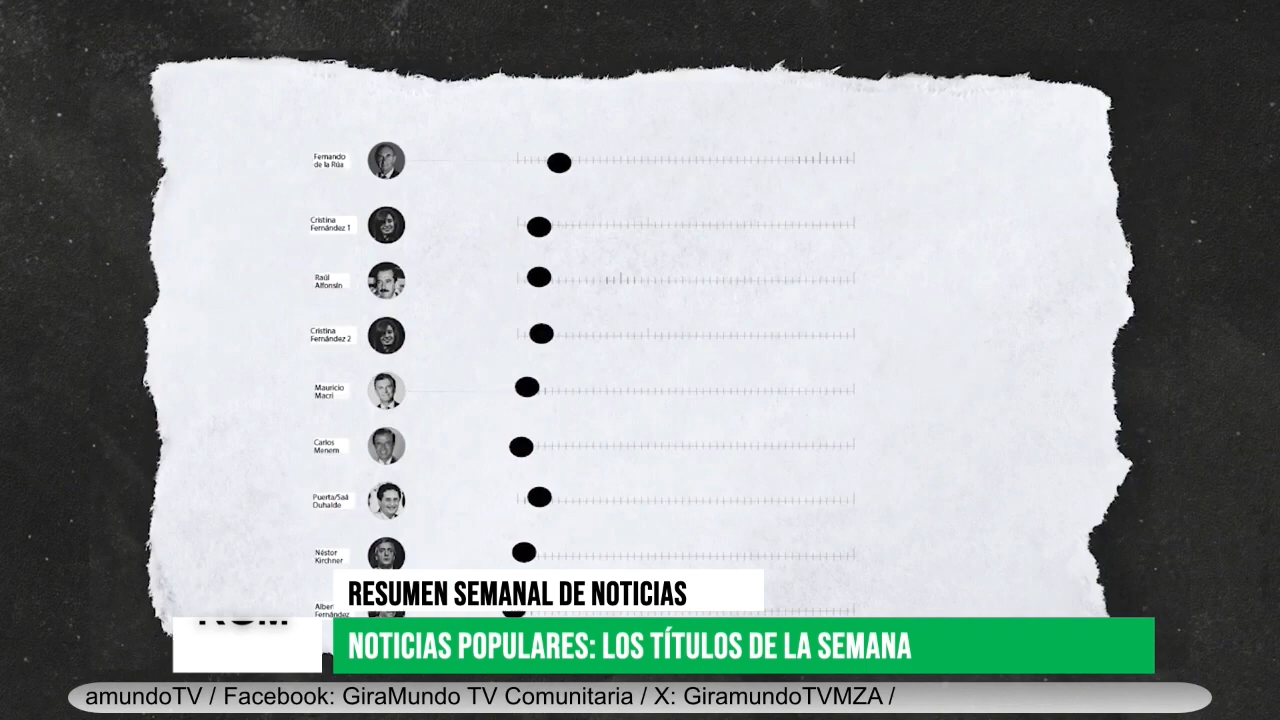 Fernando
de la Rúa
Cristina
Fernández 1
Raúl
Alfonsín
Cristina
Fernández 2
Mauricio
Macri
Carlos
Menem
Puerta/Saá
Duhalde
Néstor
Kirchner
Fernández
RESUMEN SEMANAL DE NOTICIAS
NOTICIAS POPULARES: LOS TÍTULOS DE LA SEMANA
amundoTV / Facebook: GiraMundo TV Comunitaria / X: GiramundoTVMZA /